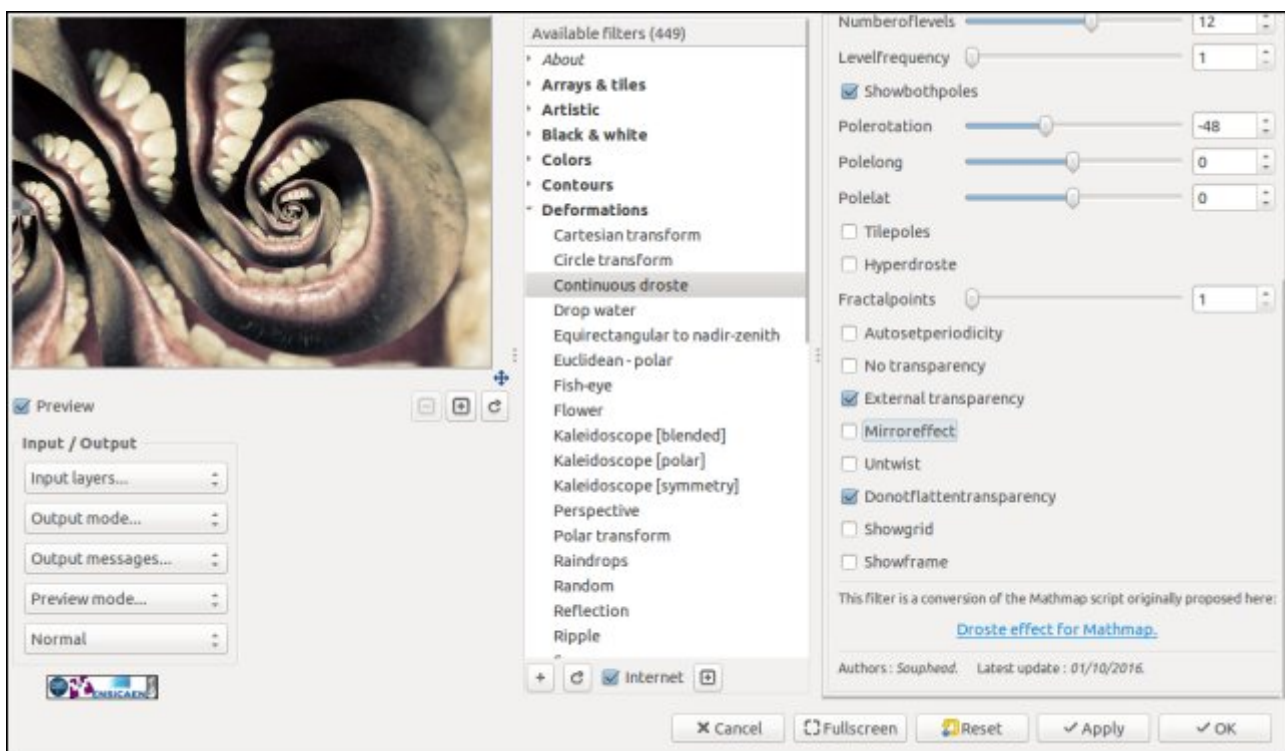 Preview
Input / Output
Input layers...
Output mode...
Output messages...
Preview mode...
Normal
ENSICAEN
Available filters (449)
About
Arrays & tiles
Artistic
Black & white
Colors
Contours
Deformations
Cartesian transform
Circle transform
Continuous droste
Drop water
Equirectangular to nadir-zenith
Euclidean - polar
Fish-eye
Flower
Kaleidoscope [blended]
Kaleidoscope [polar]
Kaleidoscope [symmetry]
Perspective
Polar transform
Raindrops
Random
Reflection
Ripple
Internet
Numberoflevels 12
Levelfrequency 1
Showbothpoles
Polerotation -48
Polelong 0
Polelat 0
Tilepoles
Hyperdroste
Fractalpoints 1
Autosetperiodicity
No transparency
External transparency
Mirroreffect
Untwist
Donotflattentransparency
Showgrid
Showframe
This filter is a conversion of the Mathmap script originally proposed here:
Droste effect for Mathmap.
Authors : Souphead. Latest update : 01/10/2016.
Cancel Fullscreen Reset Apply OK